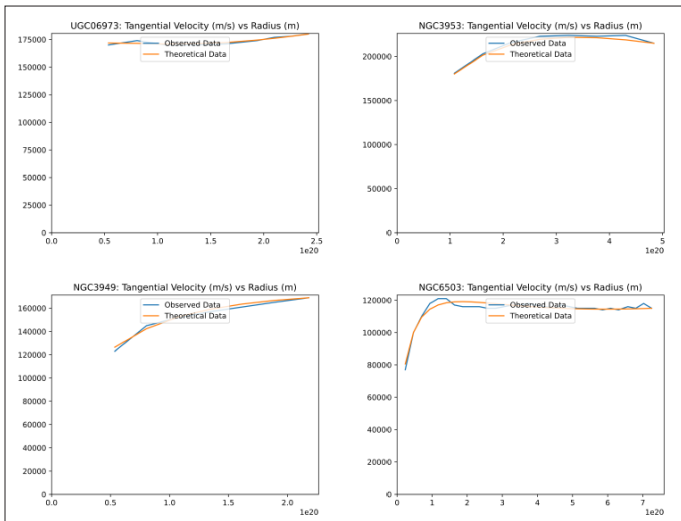 UGC06973: Tangential Velocity (m/s) vs Radius (m)
175000
150000
125000
100000
75000
50000
25000
0
0.0 0.5 1.0 1.5 2.0 2.5
1e20
Observed Data
Theoretical Data
NGC3953: Tangential Velocity (m/s) vs Radius (m)
200000
150000
100000
50000
0
0 1 2 3 4 5
1e20
Observed Data
Theoretical Data
NGC3949: Tangential Velocity (m/s) vs Radius (m)
160000
140000
120000
100000
80000
60000
40000
20000
0
0.0 0.5 1.0 1.5 2.0
1e20
Observed Data
Theoretical Data
NGC6503: Tangential Velocity (m/s) vs Radius (m)
120000
100000
80000
60000
40000
20000
0
0 1 2 3 4 5 6 7
1e20
Observed Data
Theoretical Data